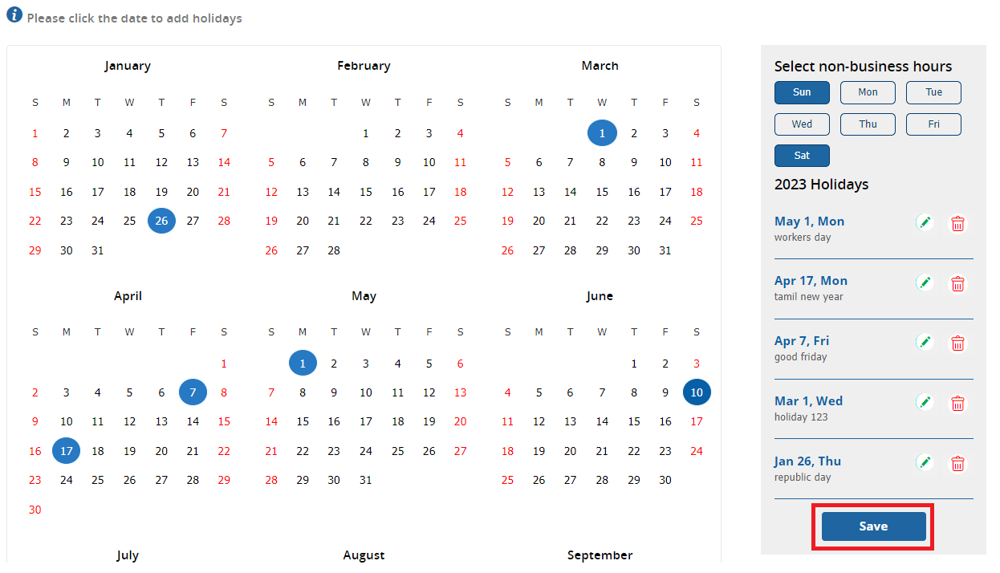 Please click the date to add holidays
January February March
S M T W T F S S M T W T F S S M T W T F S
1 2 3 4 5 6 7 1 2 3 4 1 2 3 4
8 9 10 11 12 13 14 5 6 7 8 9 10 11 5 6 7 8 9 10 11
15 16 17 18 19 20 21 12 13 14 15 16 17 18 12 13 14 15 16 17 18
22 23 24 25 26 27 28 19 20 21 22 23 24 25 19 20 21 22 23 24 25
29 30 31 26 27 28 26 27 28 29 30 31
April May June
S M T W T F S S M T W T F S S M T W T F S
1 1 2 3 4 5 6 1 2 3
2 3 4 5 6 7 8 7 8 9 10 11 12 13 4 5 6 7 8 9 10
9 10 11 12 13 14 15 14 15 16 17 18 19 20 11 12 13 14 15 16 17
16 17 18 19 20 21 22 21 22 23 24 25 26 27 18 19 20 21 22 23 24
23 24 25 26 27 28 29 28 29 30 31 25 26 27 28 29 30
30
July August September
Select non-business hours
Sun Mon Tue
Wed Thu Fri
Sat
2023 Holidays
May 1, Mon
workers day
Apr 17, Mon
tamil new year
Apr 7, Fri
good friday
Mar 1, Wed
holiday 123
Jan 26, Thu
republic day
Save